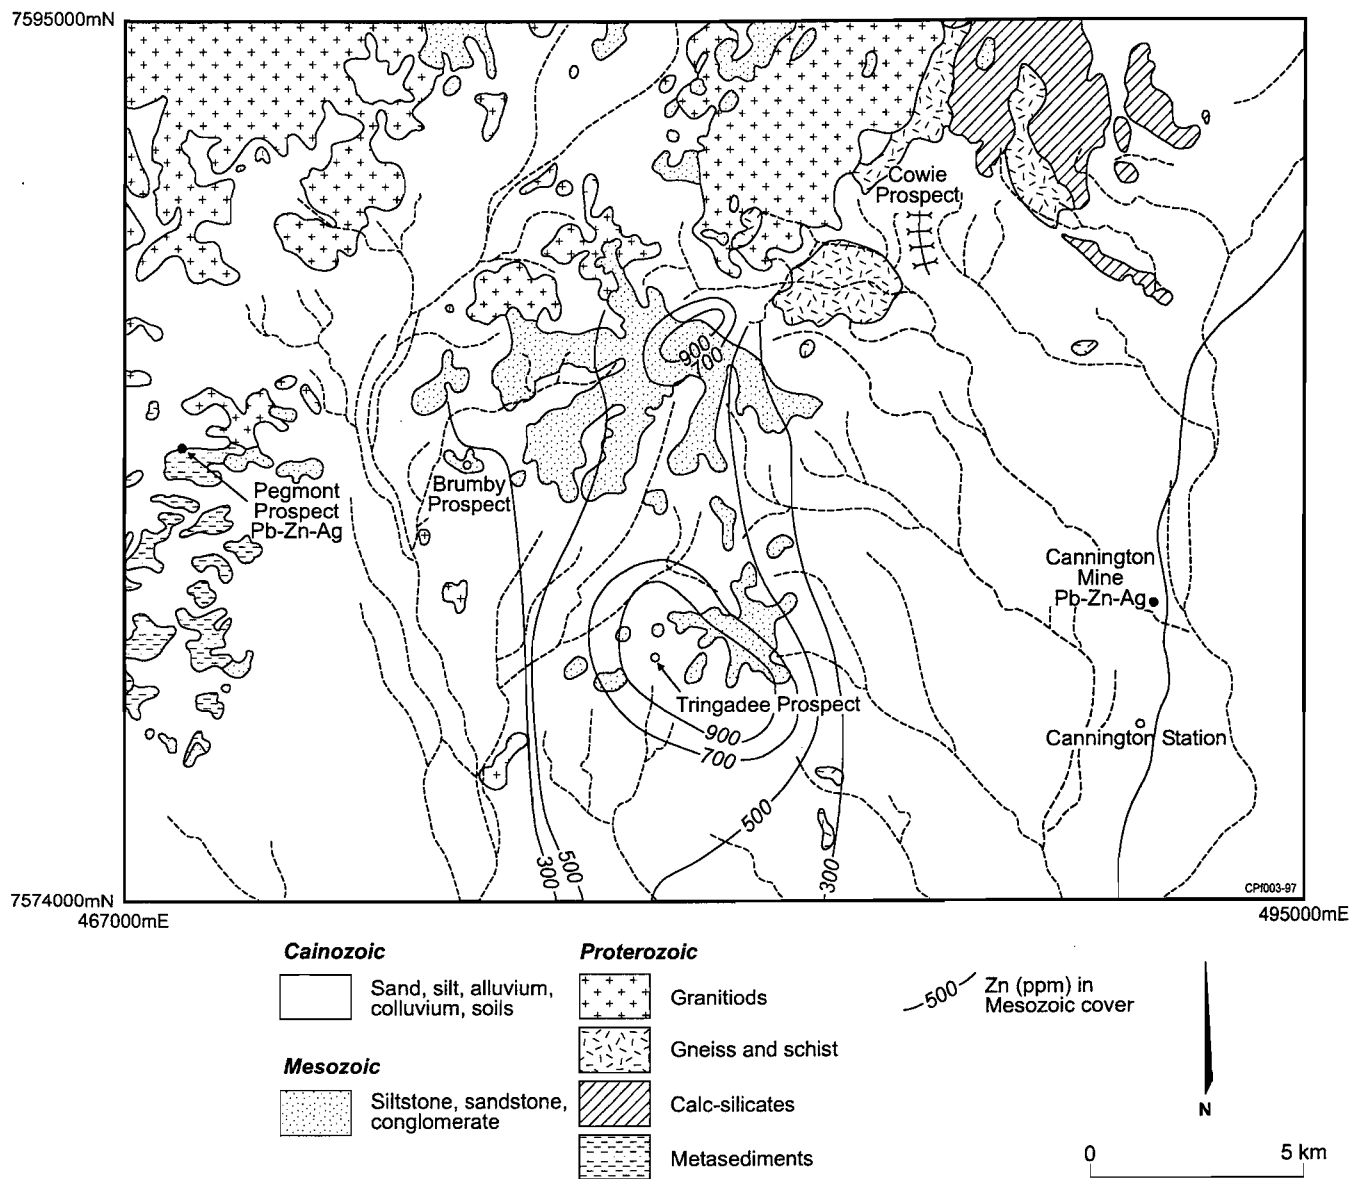 7595000mN
Cowie
Prospect
900
700
Pegmont
Prospect
Pb-Zn-Ag
Brumby
Prospect
Cannington
Mine
Pb-Zn-Ag
Tringadee Prospect
900
700
Cannington Station
500
300
500
300
CPf003-97
7574000mN
467000mE
495000mE
Cainozoic
Sand, silt, alluvium,
colluvium, soils
Mesozoic
Siltstone, sandstone,
conglomerate
Proterozoic
Granitiods
Gneiss and schist
Calc-silicates
Metasediments
500
Zn (ppm) in
Mesozoic cover
N
0 5 km